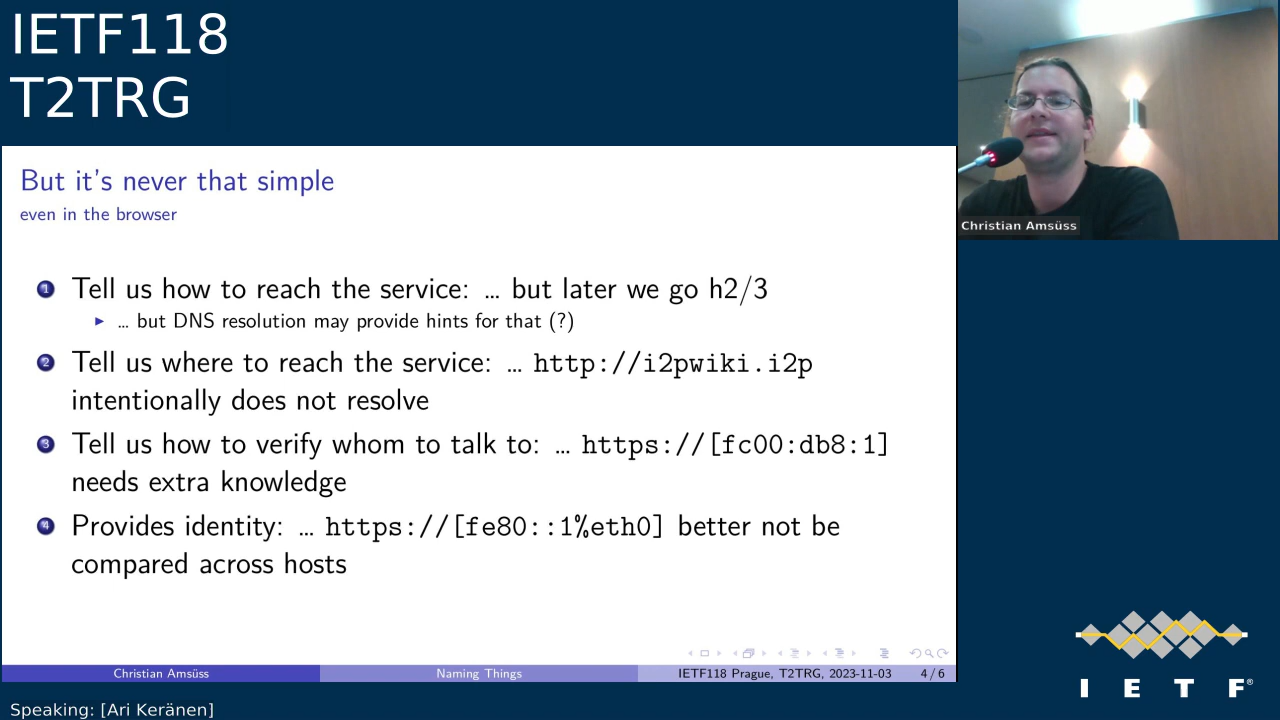 IETF118
T2TRG
Christian Amsüss
But it's never that simple
even in the browser
1 Tell us how to reach the service: … but later we go h2/3
▶ … but DNS resolution may provide hints for that (?)
2 Tell us where to reach the service: … http://i2pwiki.i2p
intentionally does not resolve
3 Tell us how to verify whom to talk to: … https://[fc00:db8:1]
needs extra knowledge
4 Provides identity: … https://[fe80::1%eth0] better not be
compared across hosts
Christian Amsüss
Naming Things
IETF118 Prague, T2TRG, 2023-11-03 4/6
I E T F®
Speaking: [Ari Keränen]